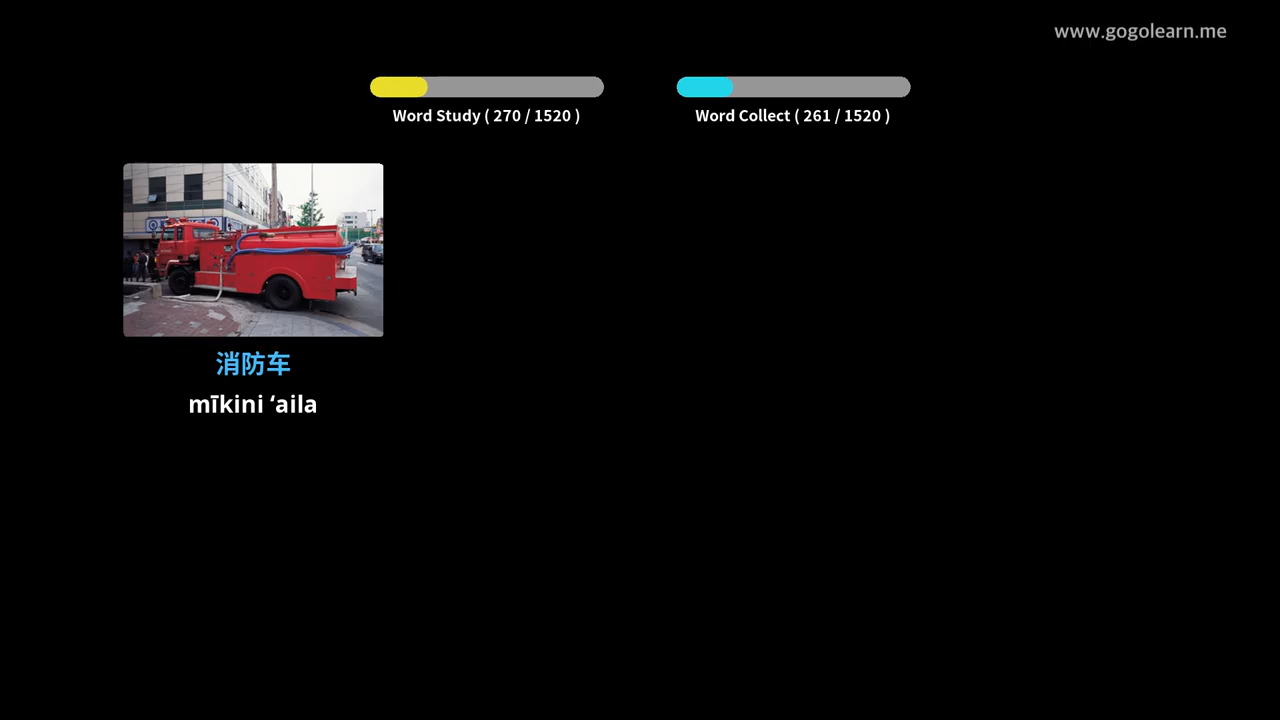 www.gogolearn.me
Word Study ( 270 / 1520 )
Word Collect ( 261 / 1520 )
消防车
mīkini ʻaila